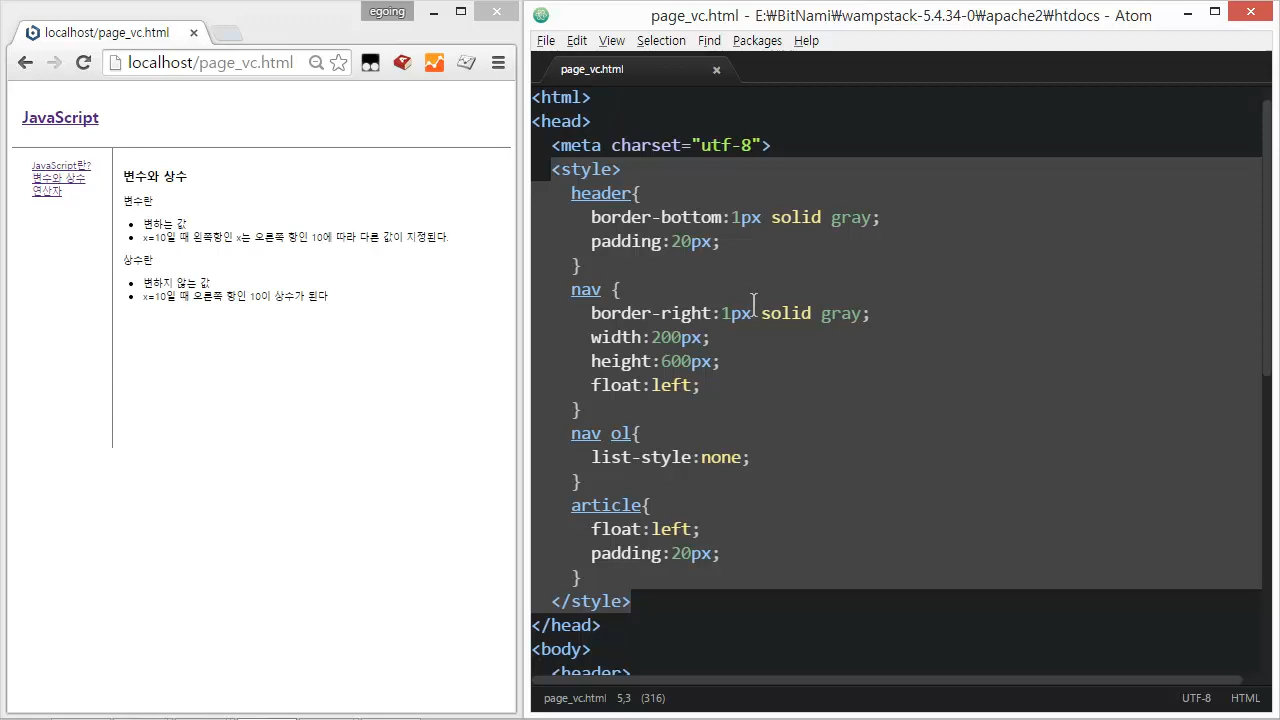 egoing
localhost/page_vc.html
localhost/page_vc.html
JavaScript
JavaScript란?
변수와 상수
연산자
변수와 상수
변수란
변하는 값
x=10일 때 왼쪽항인 x는 오른쪽 항인 10에 따라 다른 값이 지정된다.
상수란
변하지 않는 값
x=10일 때 오른쪽 항인 10이 상수가 된다
page_vc.html - E:₩BitNami₩wampstack-5.4.34-0₩apache2₩htdocs - Atom
File Edit View Selection Find Packages Help
page_vc.html
<html>
<head>
<meta charset="utf-8">
<style>
header{
border-bottom:1px solid gray;
padding:20px;
}
nav {
border-right:1px solid gray;
width:200px;
height:600px;
float:left;
}
nav ol{
list-style:none;
}
article{
float:left;
padding:20px;
}
</style>
</head>
<body>
<header>
page_vc.html 5,3 (316) UTF-8 HTML